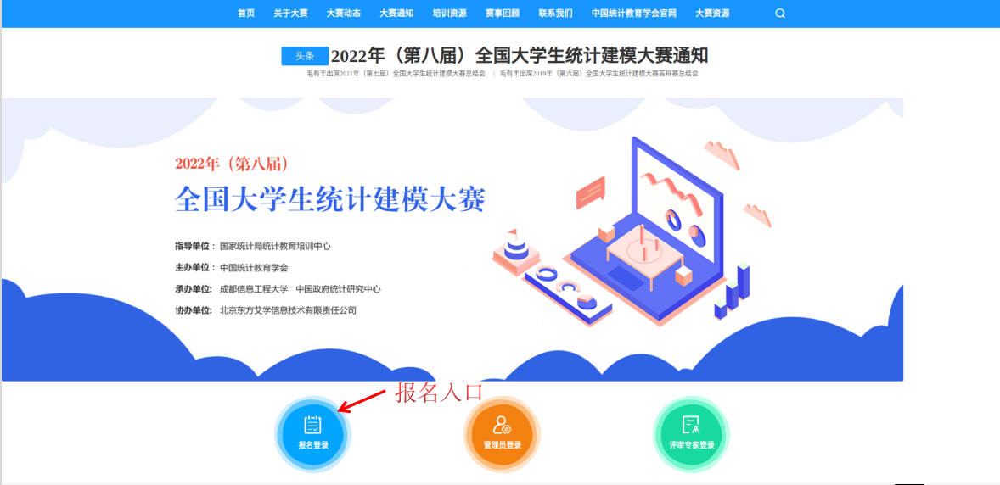 首页 关于大赛 大赛动态 大赛通知 培训资源 赛事回顾 联系我们 中国统计教育学会官网 大赛资源
头条 2022年（第八届）全国大学生统计建模大赛通知
毛有丰出席2021年（第七届）全国大学生统计建模大赛总结会 | 毛有丰出席2019年（第六届）全国大学生统计建模大赛答辩赛总结会
2022年（第八届）
全国大学生统计建模大赛
指导单位： 国家统计局统计教育培训中心
主办单位： 中国统计教育学会
承办单位: 成都信息工程大学 中国政府统计研究中心
协办单位: 北京东方艾学信息技术有限责任公司
报名入口
报名登录 管理员登录 评审专家登录